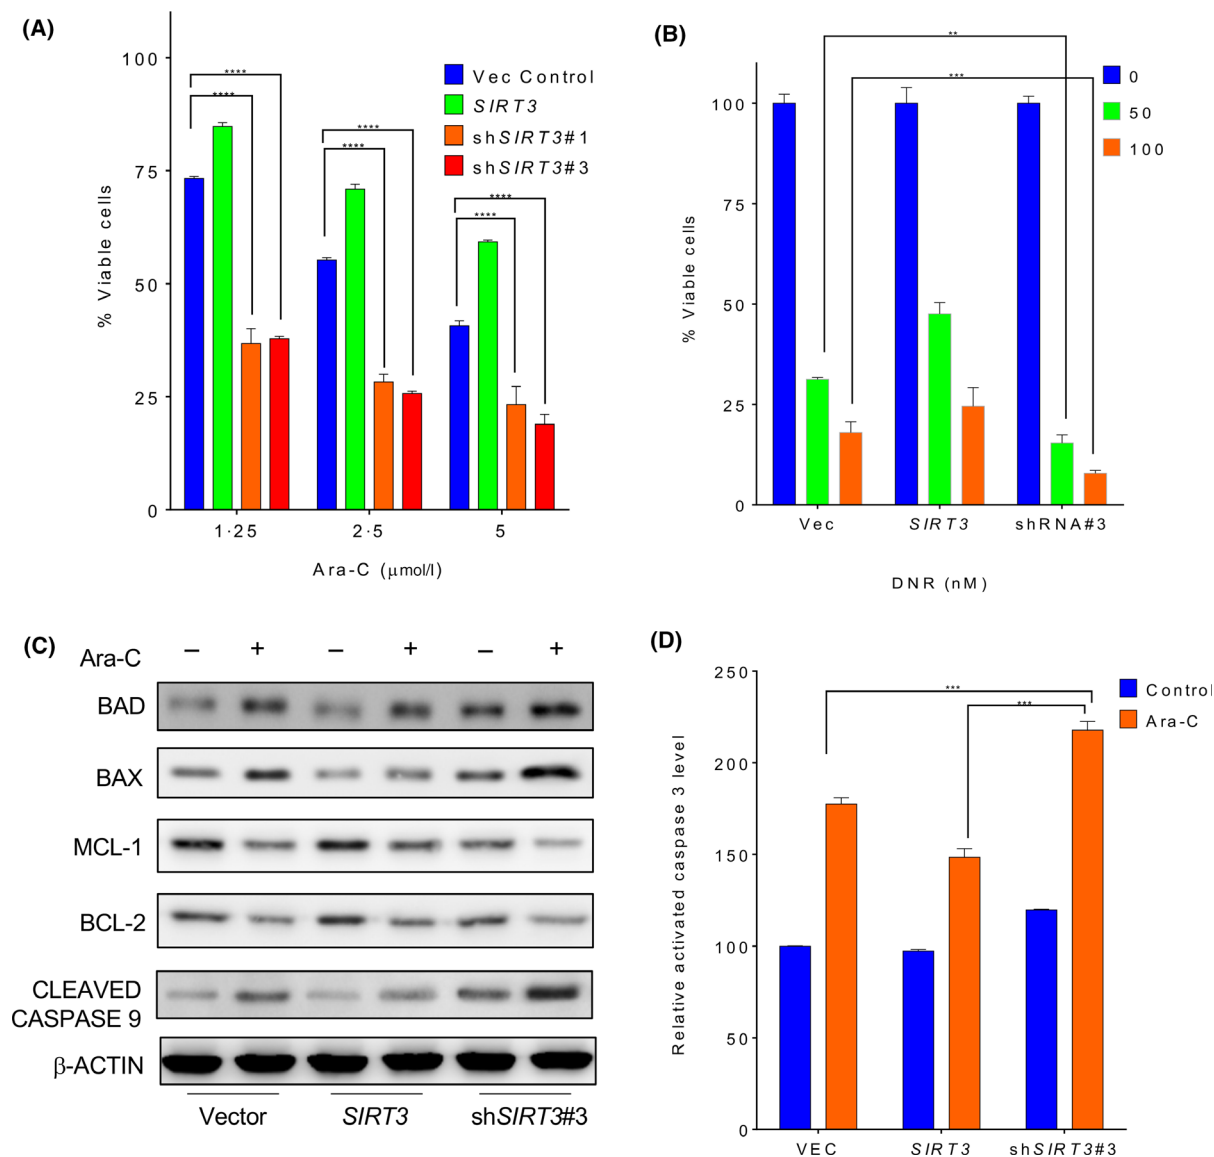 (A)
% Viable cells
100
75
50
25
0
**** ****
**** ****
**** ****
Vec Control
SIRT3
shSIRT3#1
shSIRT3#3
1·25 2·5 5
Ara-C (μmol/l)
(B)
% Viable cells
100
75
50
25
0
**
***
0
50
100
Vec SIRT3 shRNA#3
DNR (nM)
(C)
Ara-C – + – + – +
BAD
BAX
MCL-1
BCL-2
CLEAVED
CASPASE 9
β-ACTIN
Vector SIRT3 shSIRT3#3
(D)
Relative activated caspase 3 level
250
200
150
100
50
0
***
***
Control
Ara-C
VEC SIRT3 shSIRT3#3